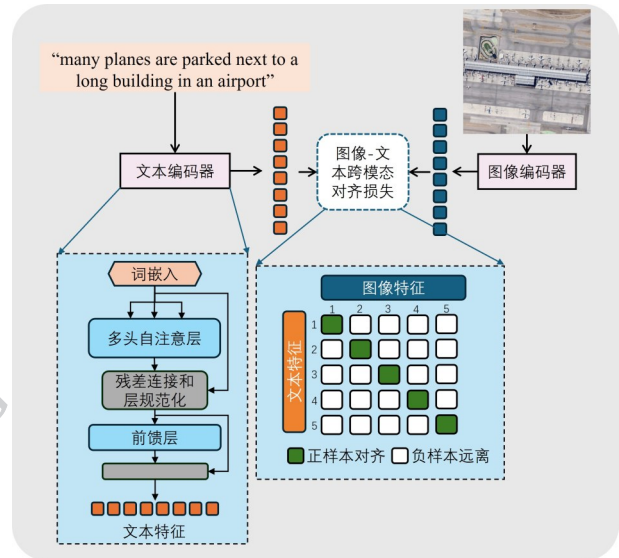 “many planes are parked next to a
long building in an airport”
文本编码器
图像-文
本跨模态
对齐损失
图像编码器
词嵌入
多头自注意层
残差连接和
层规范化
前馈层
文本特征
图像特征
1 2 3 4 5
文本特征
1
2
3
4
5
正样本对齐 负样本远离